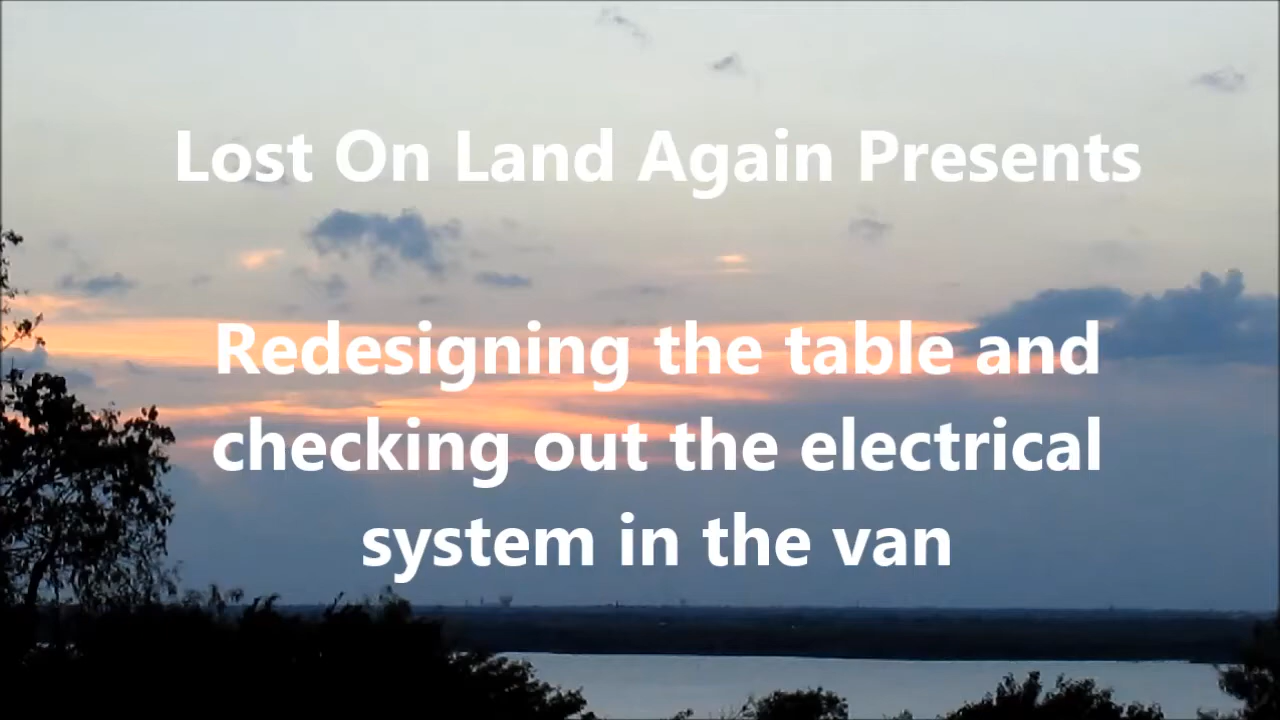 Lost On Land Again Presents
Redesigning the table and
checking out the electrical
system in the van